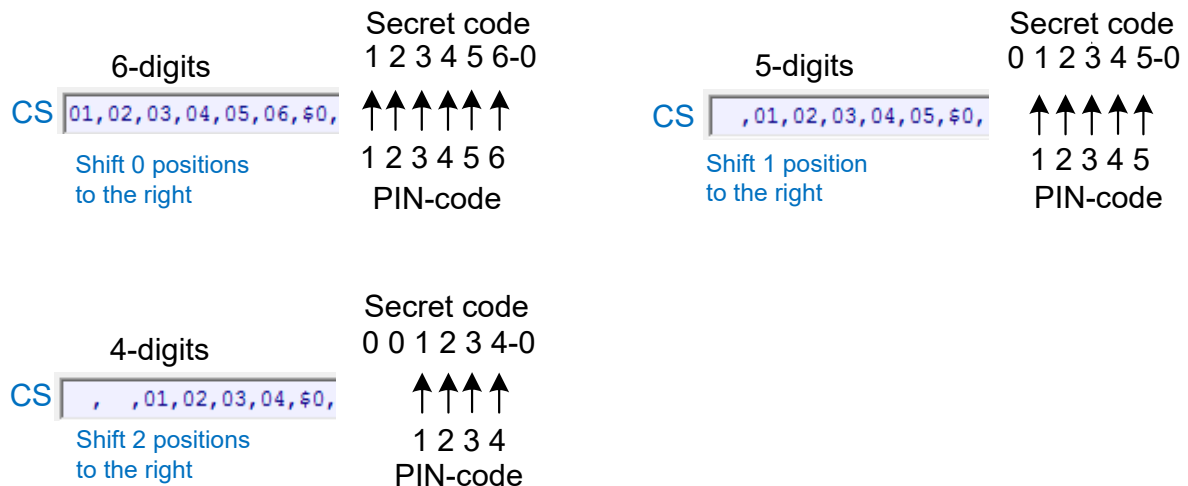 Secret code
1 2 3 4 5 6-0
6-digits
CS 01,02,03,04,05,06,$0,
Shift 0 positions
to the right
1 2 3 4 5 6
PIN-code
Secret code
0 1 2 3 4 5-0
5-digits
CS ,01,02,03,04,05,$0,
Shift 1 position
to the right
1 2 3 4 5
PIN-code
Secret code
0 0 1 2 3 4-0
4-digits
CS , ,01,02,03,04,$0,
Shift 2 positions
to the right
1 2 3 4
PIN-code